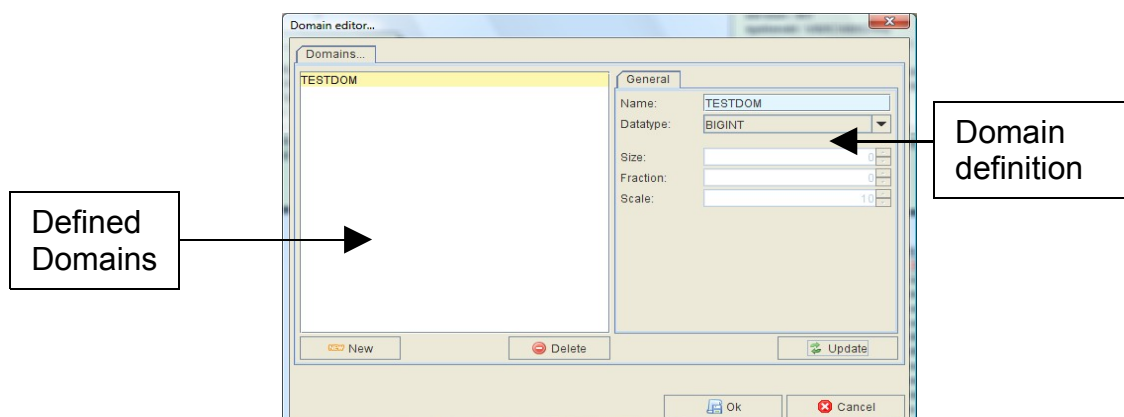 Domain editor...
Domains...
TESTDOM
General
Name: TESTDOM
Datatype: BIGINT
Size: 0
Fraction: 0
Scale: 10
New
Delete
Update
Ok
Cancel
Defined
Domains
Domain
definition